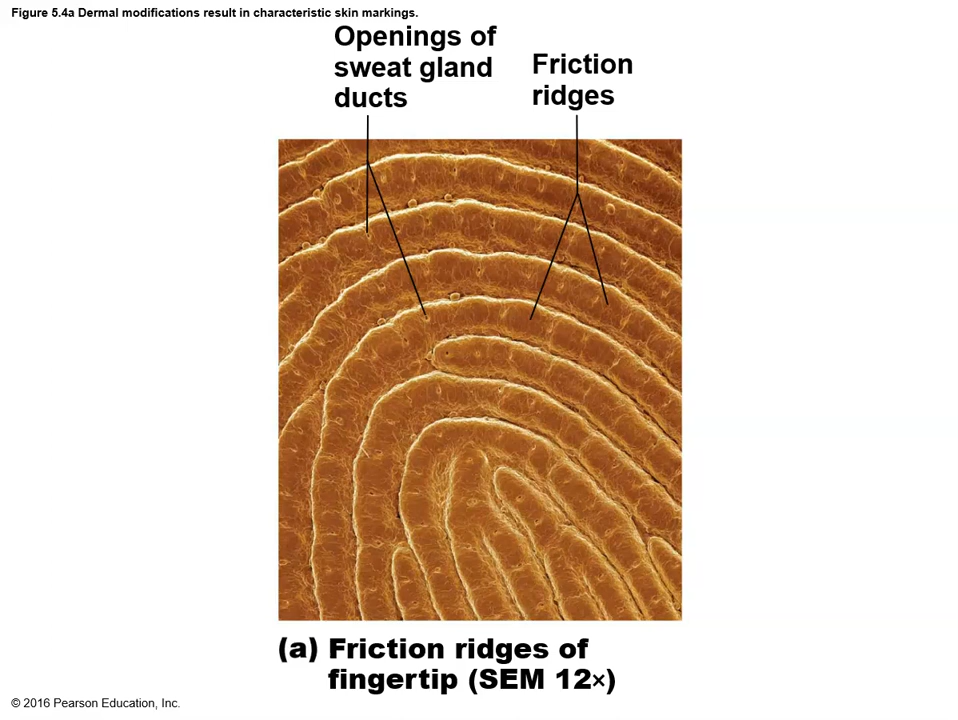 Figure 5.4a Dermal modifications result in characteristic skin markings.
Openings of
sweat gland
ducts
Friction
ridges
(a) Friction ridges of
fingertip (SEM 12×)
© 2016 Pearson Education, Inc.